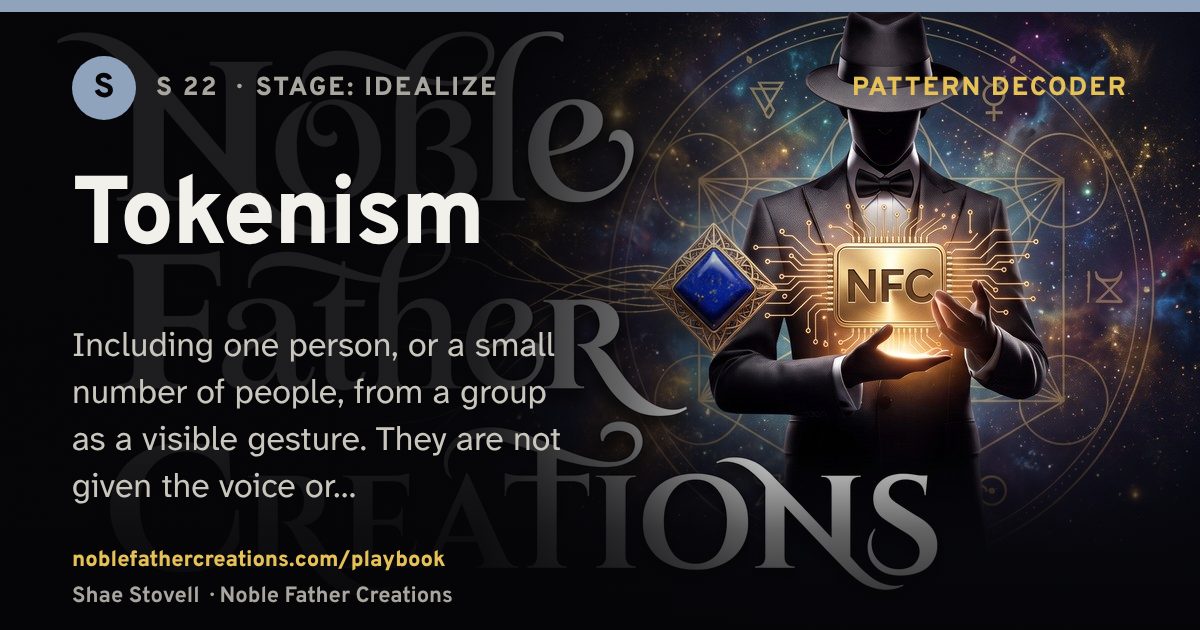 S
S 22 · STAGE: IDEALIZE
PATTERN DECODER
Tokenism
Including one person, or a small
number of people, from a group
as a visible gesture. They are not
given the voice or...
noblefathercreations.com/playbook
Shae Stovell · Noble Father Creations
NFC
Noble
FatheR
CREATIONS